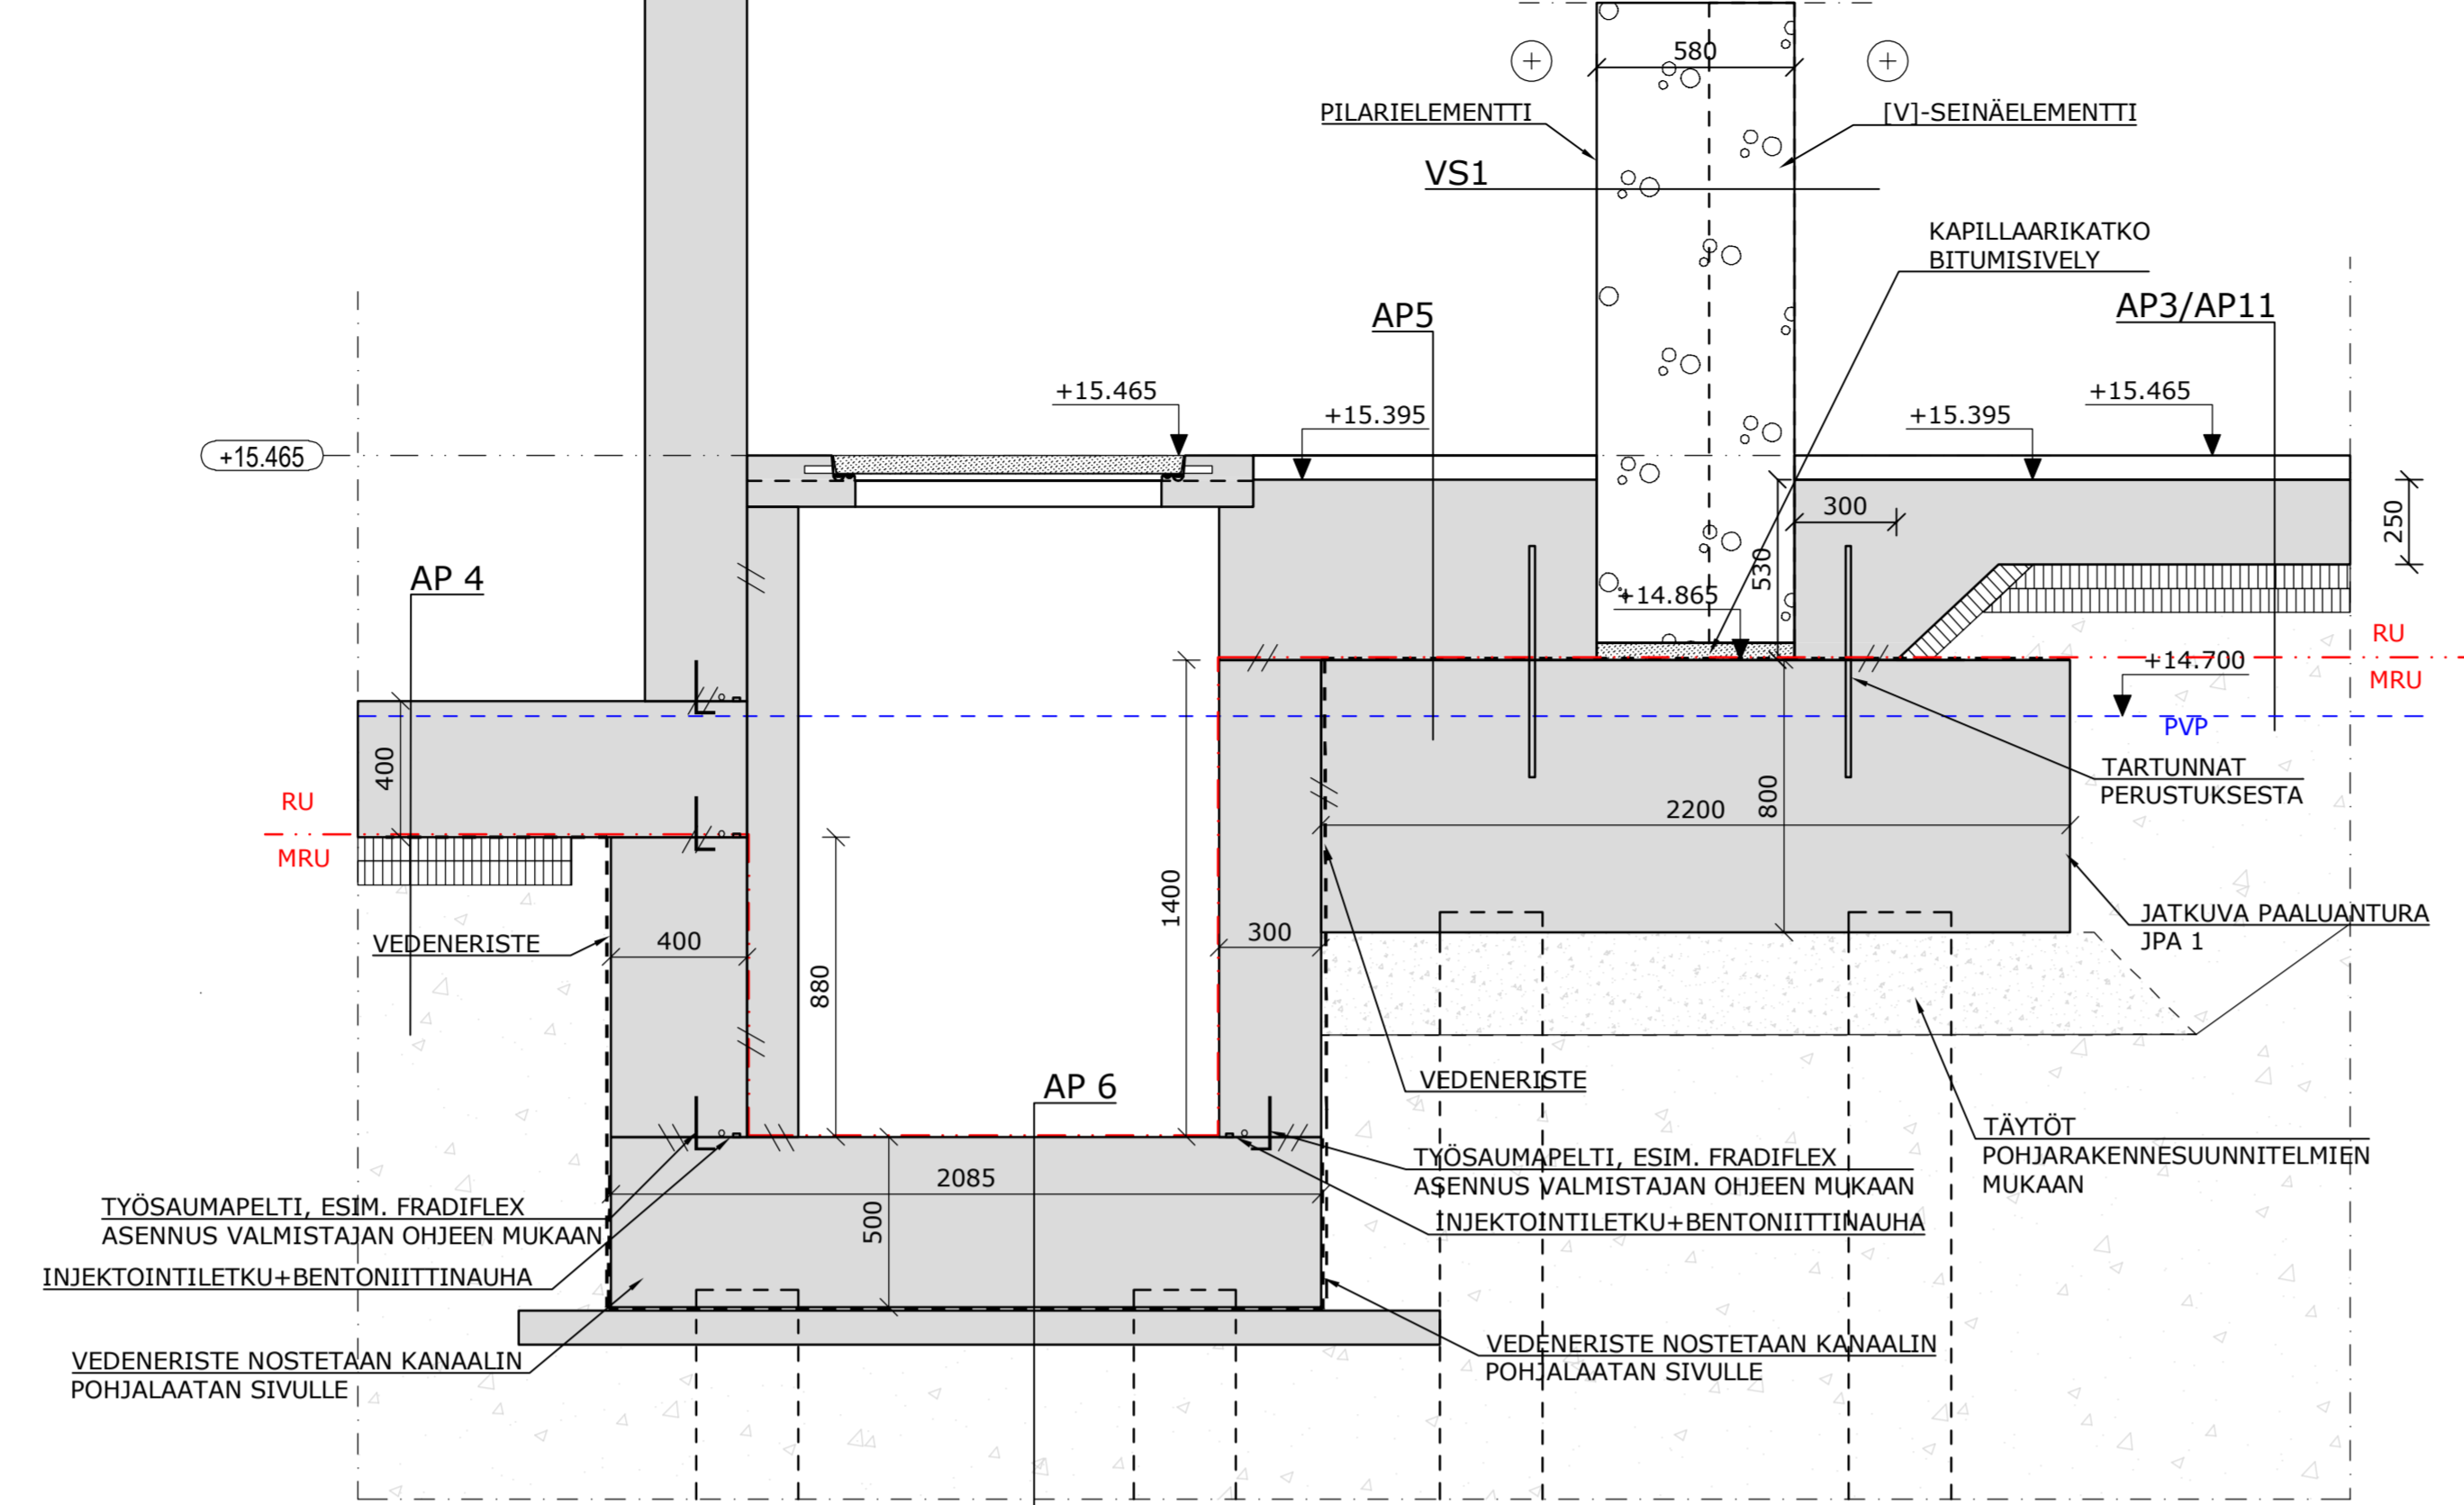 580
PILARIELEMENTTI
[V]-SEINÄELEMENTTI
VS1
KAPILLAARIKATKO
BITUMISIVELY
AP5
AP3/AP11
+15.465
+15.395
+15.395
+15.465
+15.465
300
250
530
AP 4
+14.865
RU
+14.700
MRU
PVP
TARTUNNAT
PERUSTUKSESTA
400
RU
MRU
2200
800
1400
300
JATKUVA PAALUANTURA
JPA 1
VEDENERISTE
400
880
AP 6
VEDENERISTE
TÄYTÖT
POHJARAKENNESUUNNITELMIEN
MUKAAN
TYÖSAUMAPELTI, ESIM. FRADIFLEX
ASENNUS VALMISTAJAN OHJEEN MUKAAN
INJEKTOINTILETKU+BENTONIITTINAUHA
2085
500
TYÖSAUMAPELTI, ESIM. FRADIFLEX
ASENNUS VALMISTAJAN OHJEEN MUKAAN
INJEKTOINTILETKU+BENTONIITTINAUHA
VEDENERISTE NOSTETAAN KANAALIN
POHJALAATAN SIVULLE
VEDENERISTE NOSTETAAN KANAALIN
POHJALAATAN SIVULLE